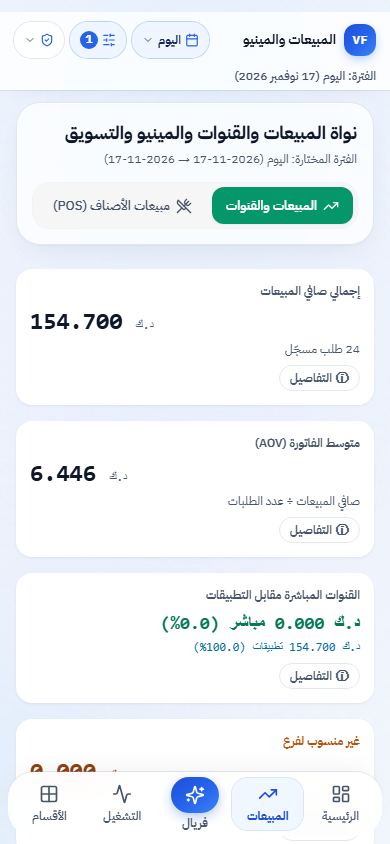 VF المبيعات والمينيو
اليوم
1
الفترة: اليوم (17 نوفمبر 2026)
نواة المبيعات والقنوات والمينيو والتسويق
الفترة المختارة: اليوم (2026-11-17 → 2026-11-17)
المبيعات والقنوات
مبيعات الأصناف (POS)
إجمالي صافي المبيعات
154.700 د.ك
24 طلب مسجّل
التفاصيل
متوسط الفاتورة (AOV)
6.446 د.ك
صافي المبيعات ÷ عدد الطلبات
التفاصيل
القنوات المباشرة مقابل التطبيقات
د.ك 0.000 مباشر (0.0%)
د.ك 154.700 تطبيقات (100.0%)
التفاصيل
غير منسوب لفرع
الرئيسية
المبيعات
فريال
التشغيل
الأقسام